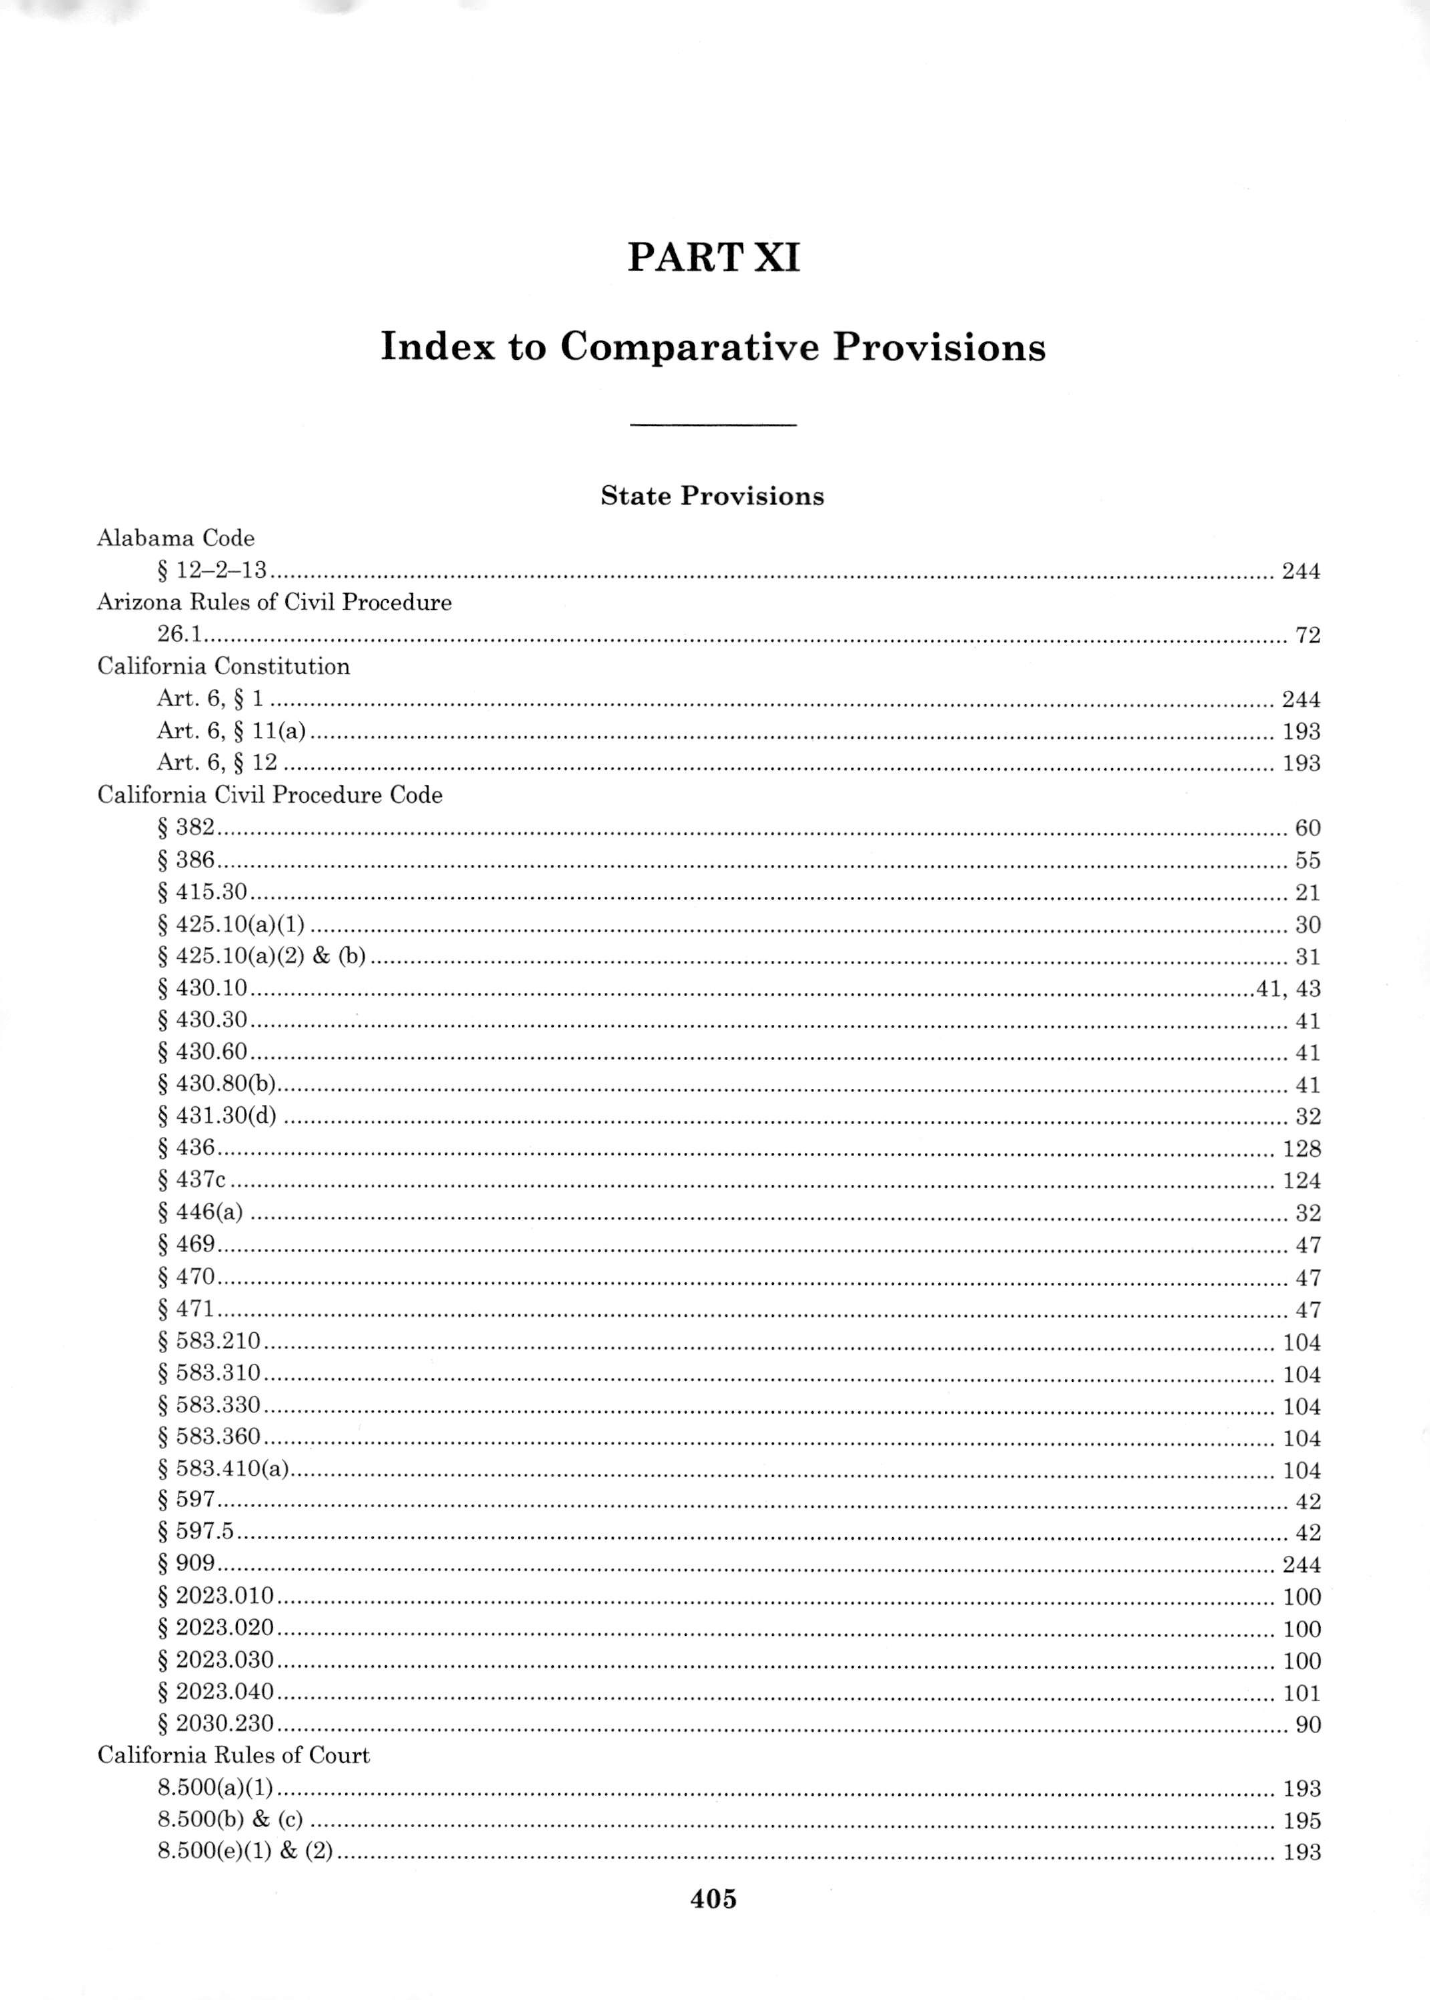 PART XI
Index to Comparative Provisions
State Provisions
Alabama Code
§ 12–2–13 244
Arizona Rules of Civil Procedure
26.1 72
California Constitution
Art. 6, § 1 244
Art. 6, § 11(a) 193
Art. 6, § 12 193
California Civil Procedure Code
§ 382 60
§ 386 55
§ 415.30 21
§ 425.10(a)(1) 30
§ 425.10(a)(2) & (b) 31
§ 430.10 41, 43
§ 430.30 41
§ 430.60 41
§ 430.80(b) 41
§ 431.30(d) 32
§ 436 128
§ 437c 124
§ 446(a) 32
§ 469 47
§ 470 47
§ 471 47
§ 583.210 104
§ 583.310 104
§ 583.330 104
§ 583.360 104
§ 583.410(a) 104
§ 597 42
§ 597.5 42
§ 909 244
§ 2023.010 100
§ 2023.020 100
§ 2023.030 100
§ 2023.040 101
§ 2030.230 90
California Rules of Court
8.500(a)(1) 193
8.500(b) & (c) 195
8.500(e)(1) & (2) 193
405